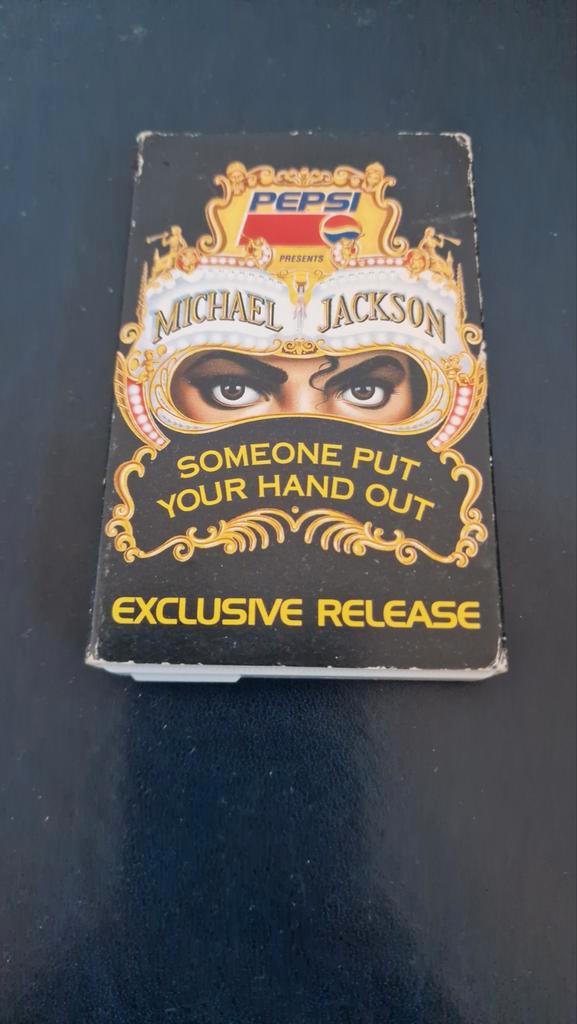 PEPSI
PRESENTS
MICHAEL JACKSON
SOMEONE PUT
YOUR HAND OUT
EXCLUSIVE RELEASE